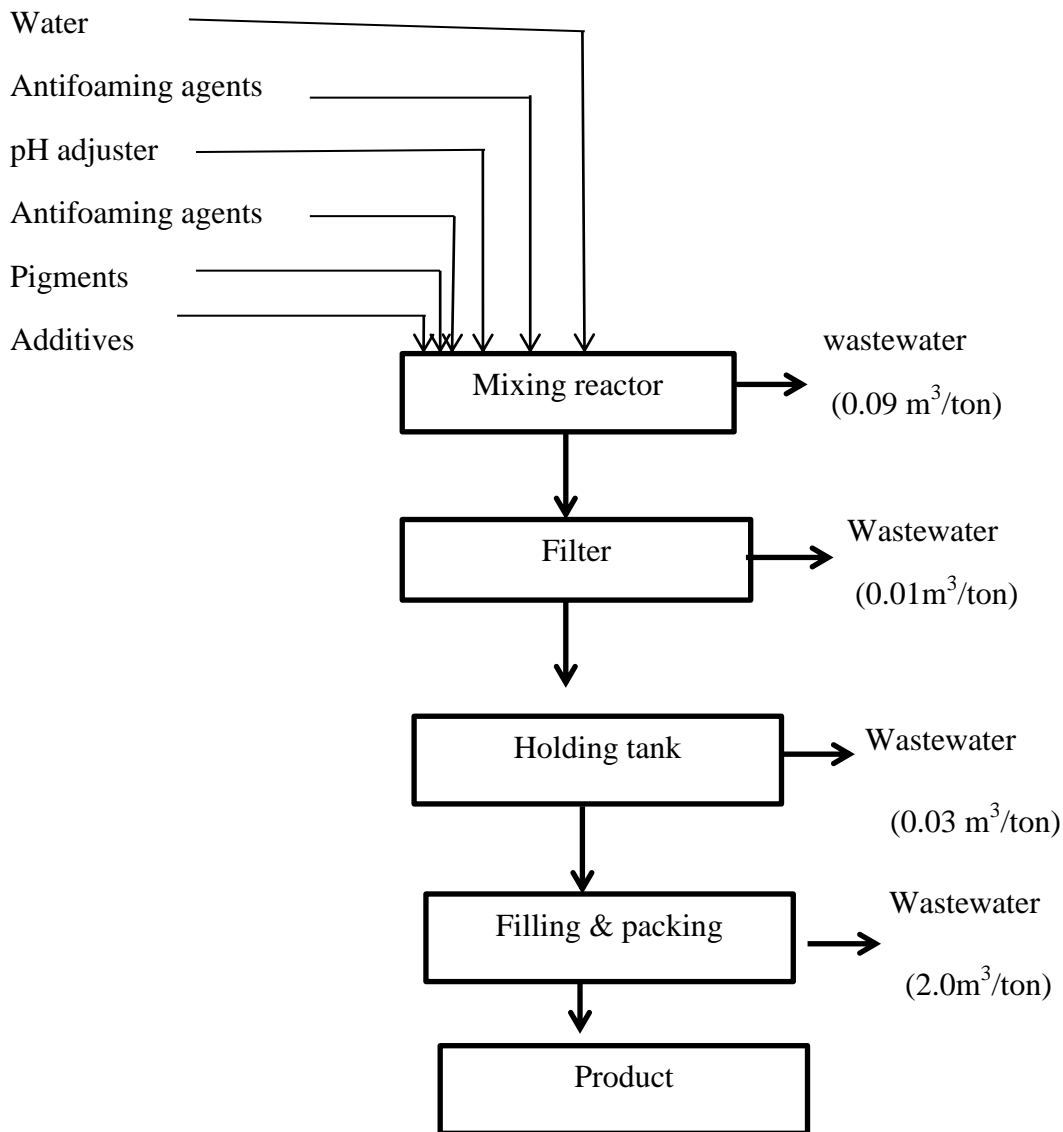 Water
Antifoaming agents
pH adjuster
Antifoaming agents
Pigments
Additives
wastewater
Mixing reactor
(0.09 m³/ton)
Wastewater
Filter
(0.01m³/ton)
Wastewater
Holding tank
(0.03 m³/ton)
Wastewater
Filling & packing
(2.0m³/ton)
Product